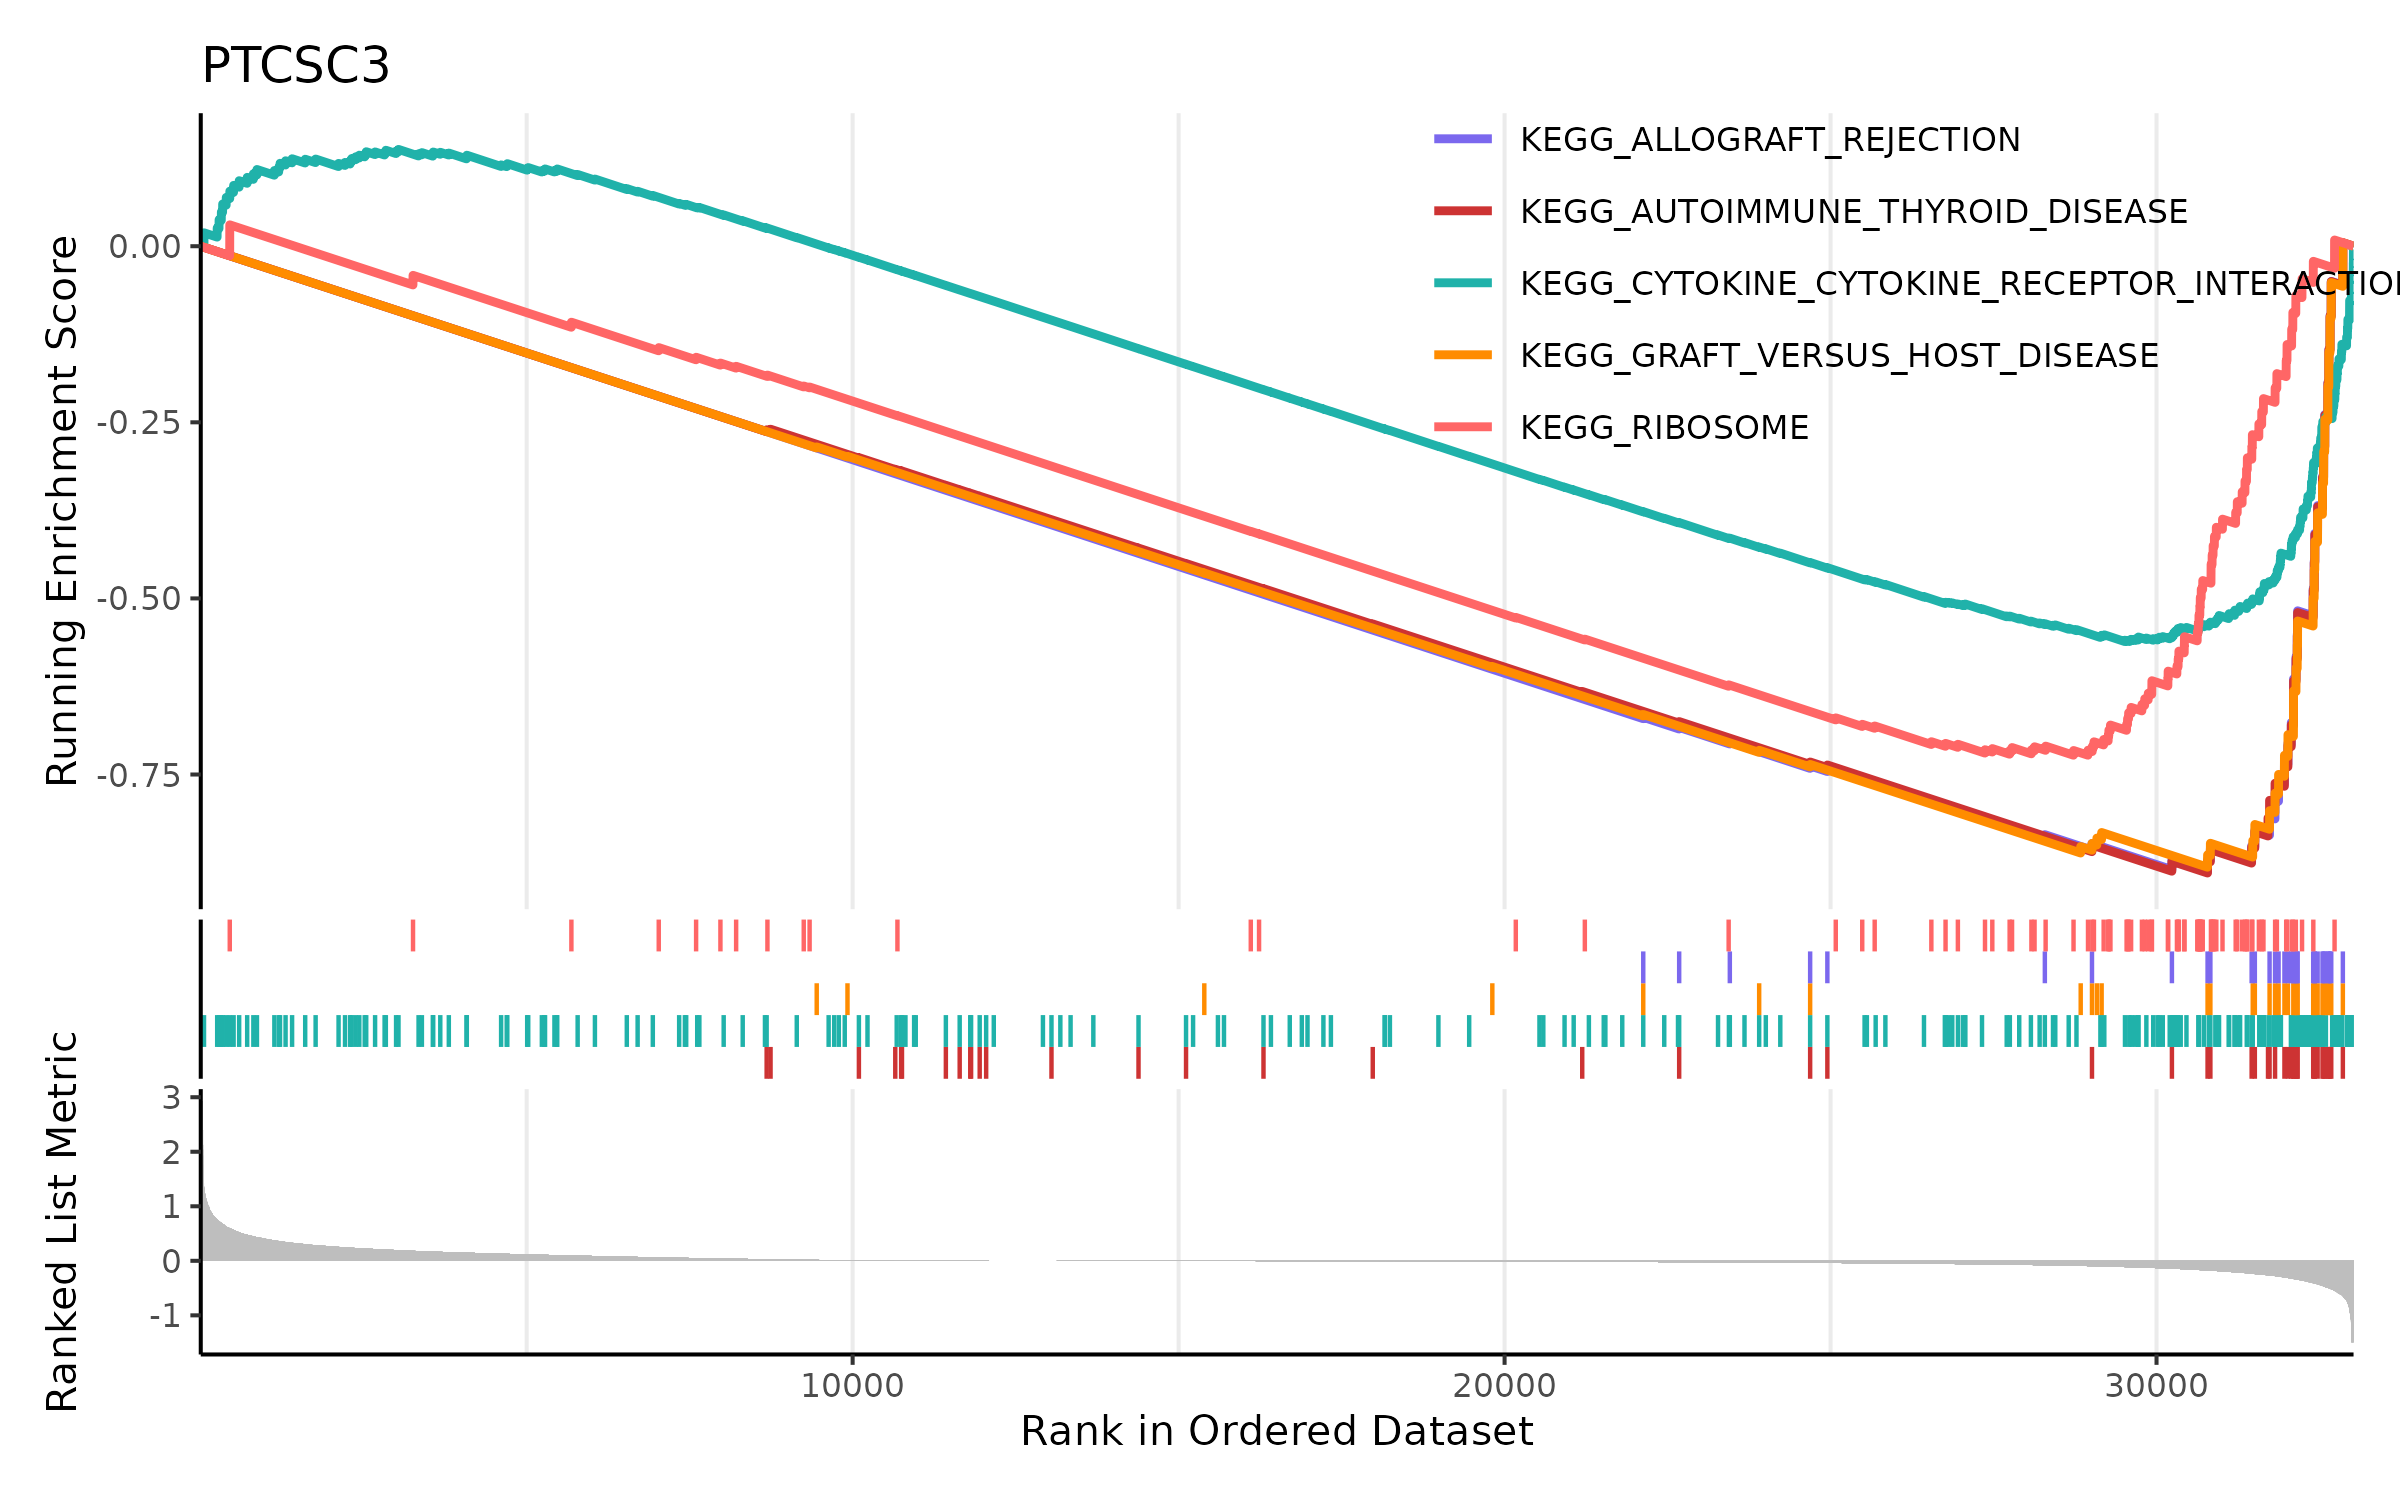 PTCSC3
Running Enrichment Score
0.00
-0.25
-0.50
-0.75
KEGG_ALLOGRAFT_REJECTION
KEGG_AUTOIMMUNE_THYROID_DISEASE
KEGG_CYTOKINE_CYTOKINE_RECEPTOR_INTERACTION
KEGG_GRAFT_VERSUS_HOST_DISEASE
KEGG_RIBOSOME
Ranked List Metric
3
2
1
0
-1
10000
20000
30000
Rank in Ordered Dataset